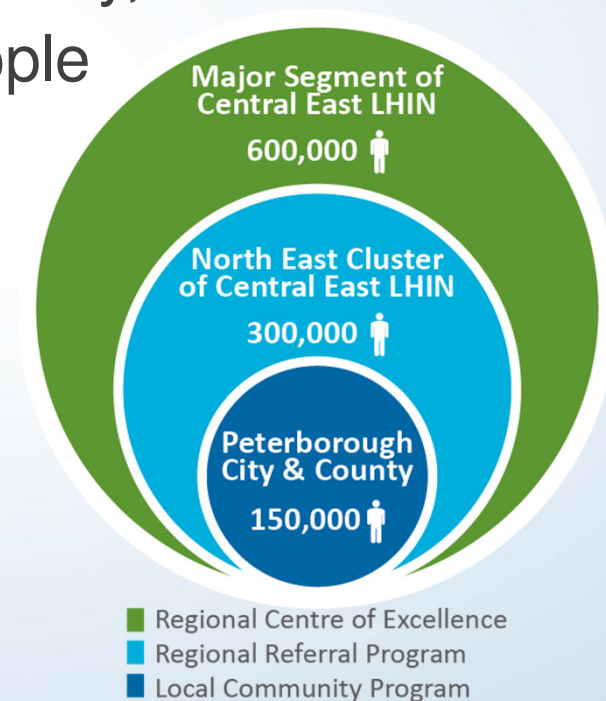 Major Segment of
Central East LHIN
600,000
North East Cluster
of Central East LHIN
300,000
Peterborough
City & County
150,000
Regional Centre of Excellence
Regional Referral Program
Local Community Program